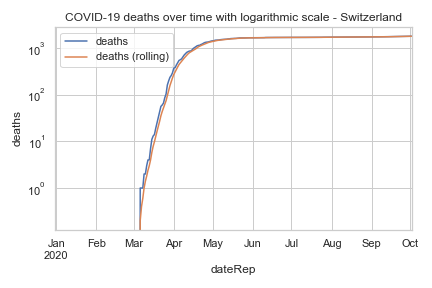 COVID-19 deaths over time with logarithmic scale - Switzerland
deaths
deaths (rolling)
10³
10²
10¹
10⁰
deaths
Jan Feb Mar Apr May Jun Jul Aug Sep Oct
2020
dateRep